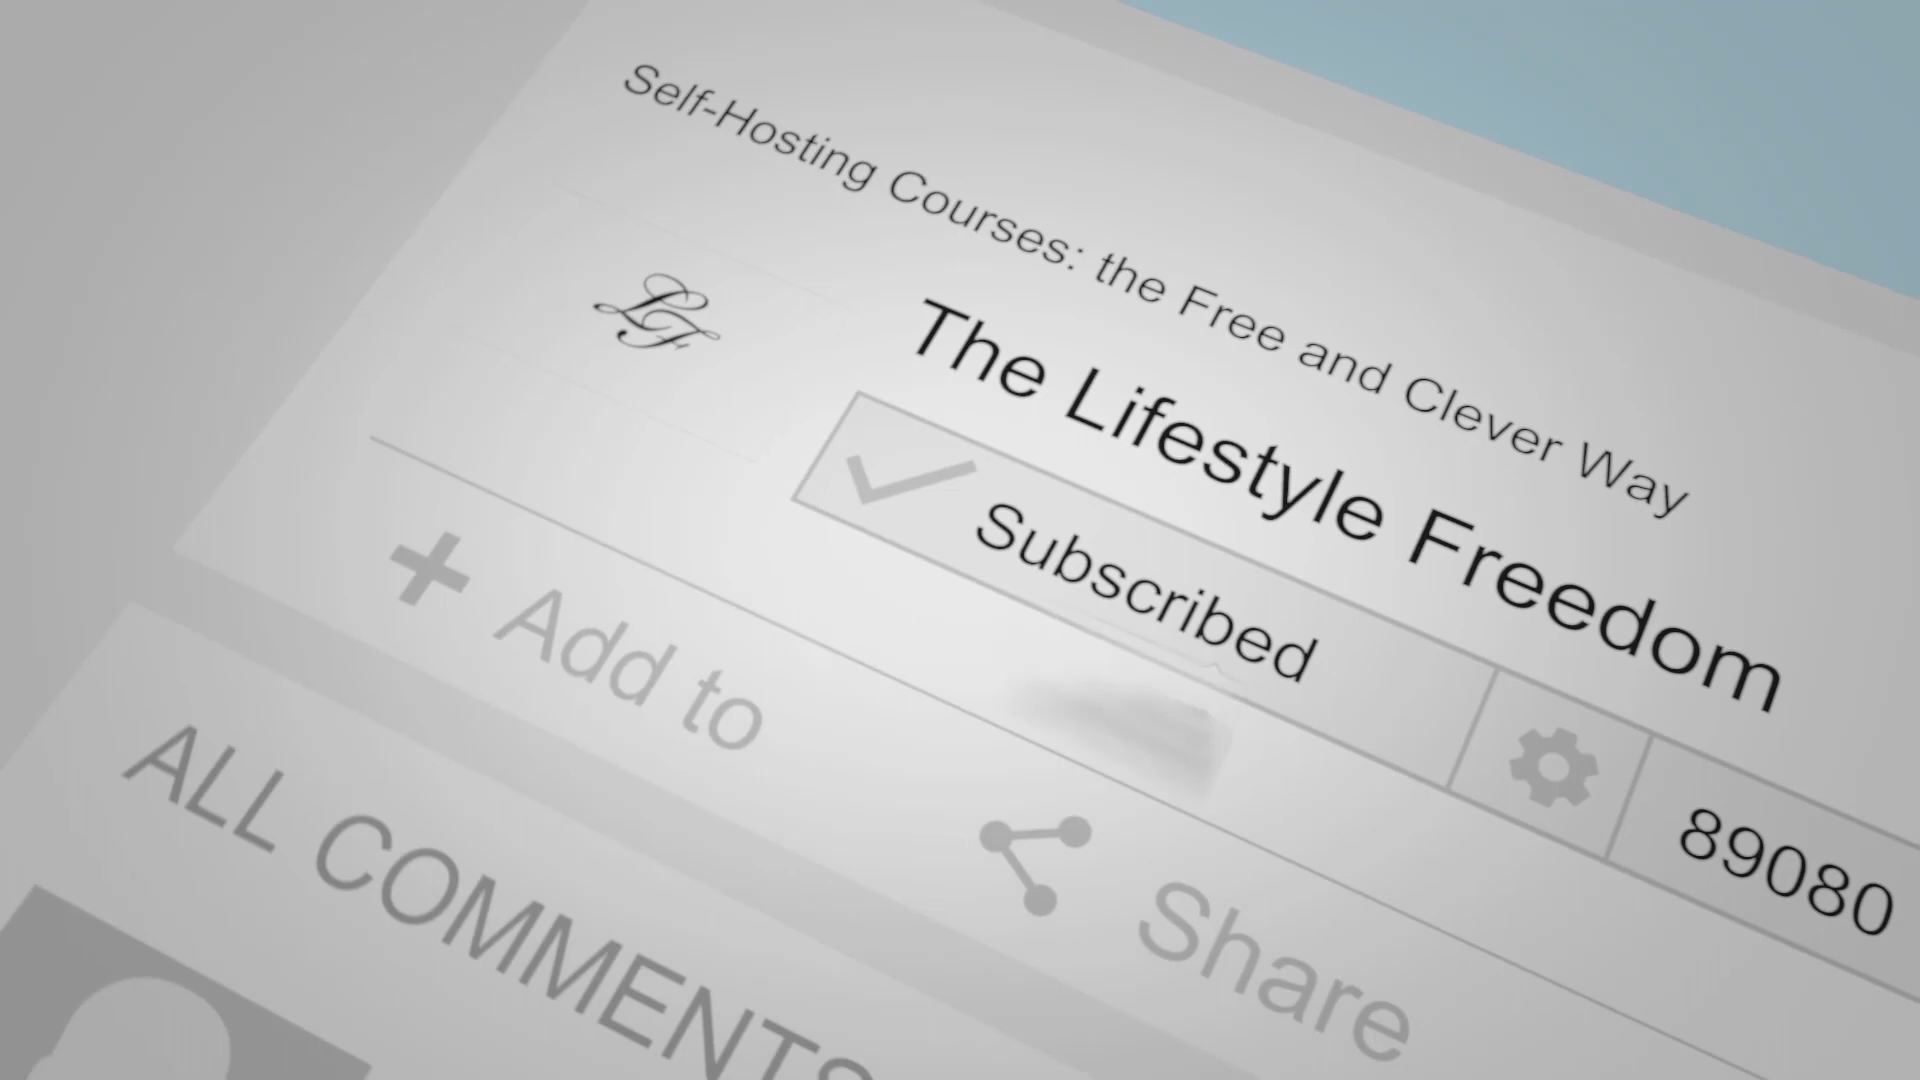 Self-Hosting Courses: the Free and Clever Way
LF
The Lifestyle Freedom
Subscribed
89080
Add to
Share
ALL COMMENTS